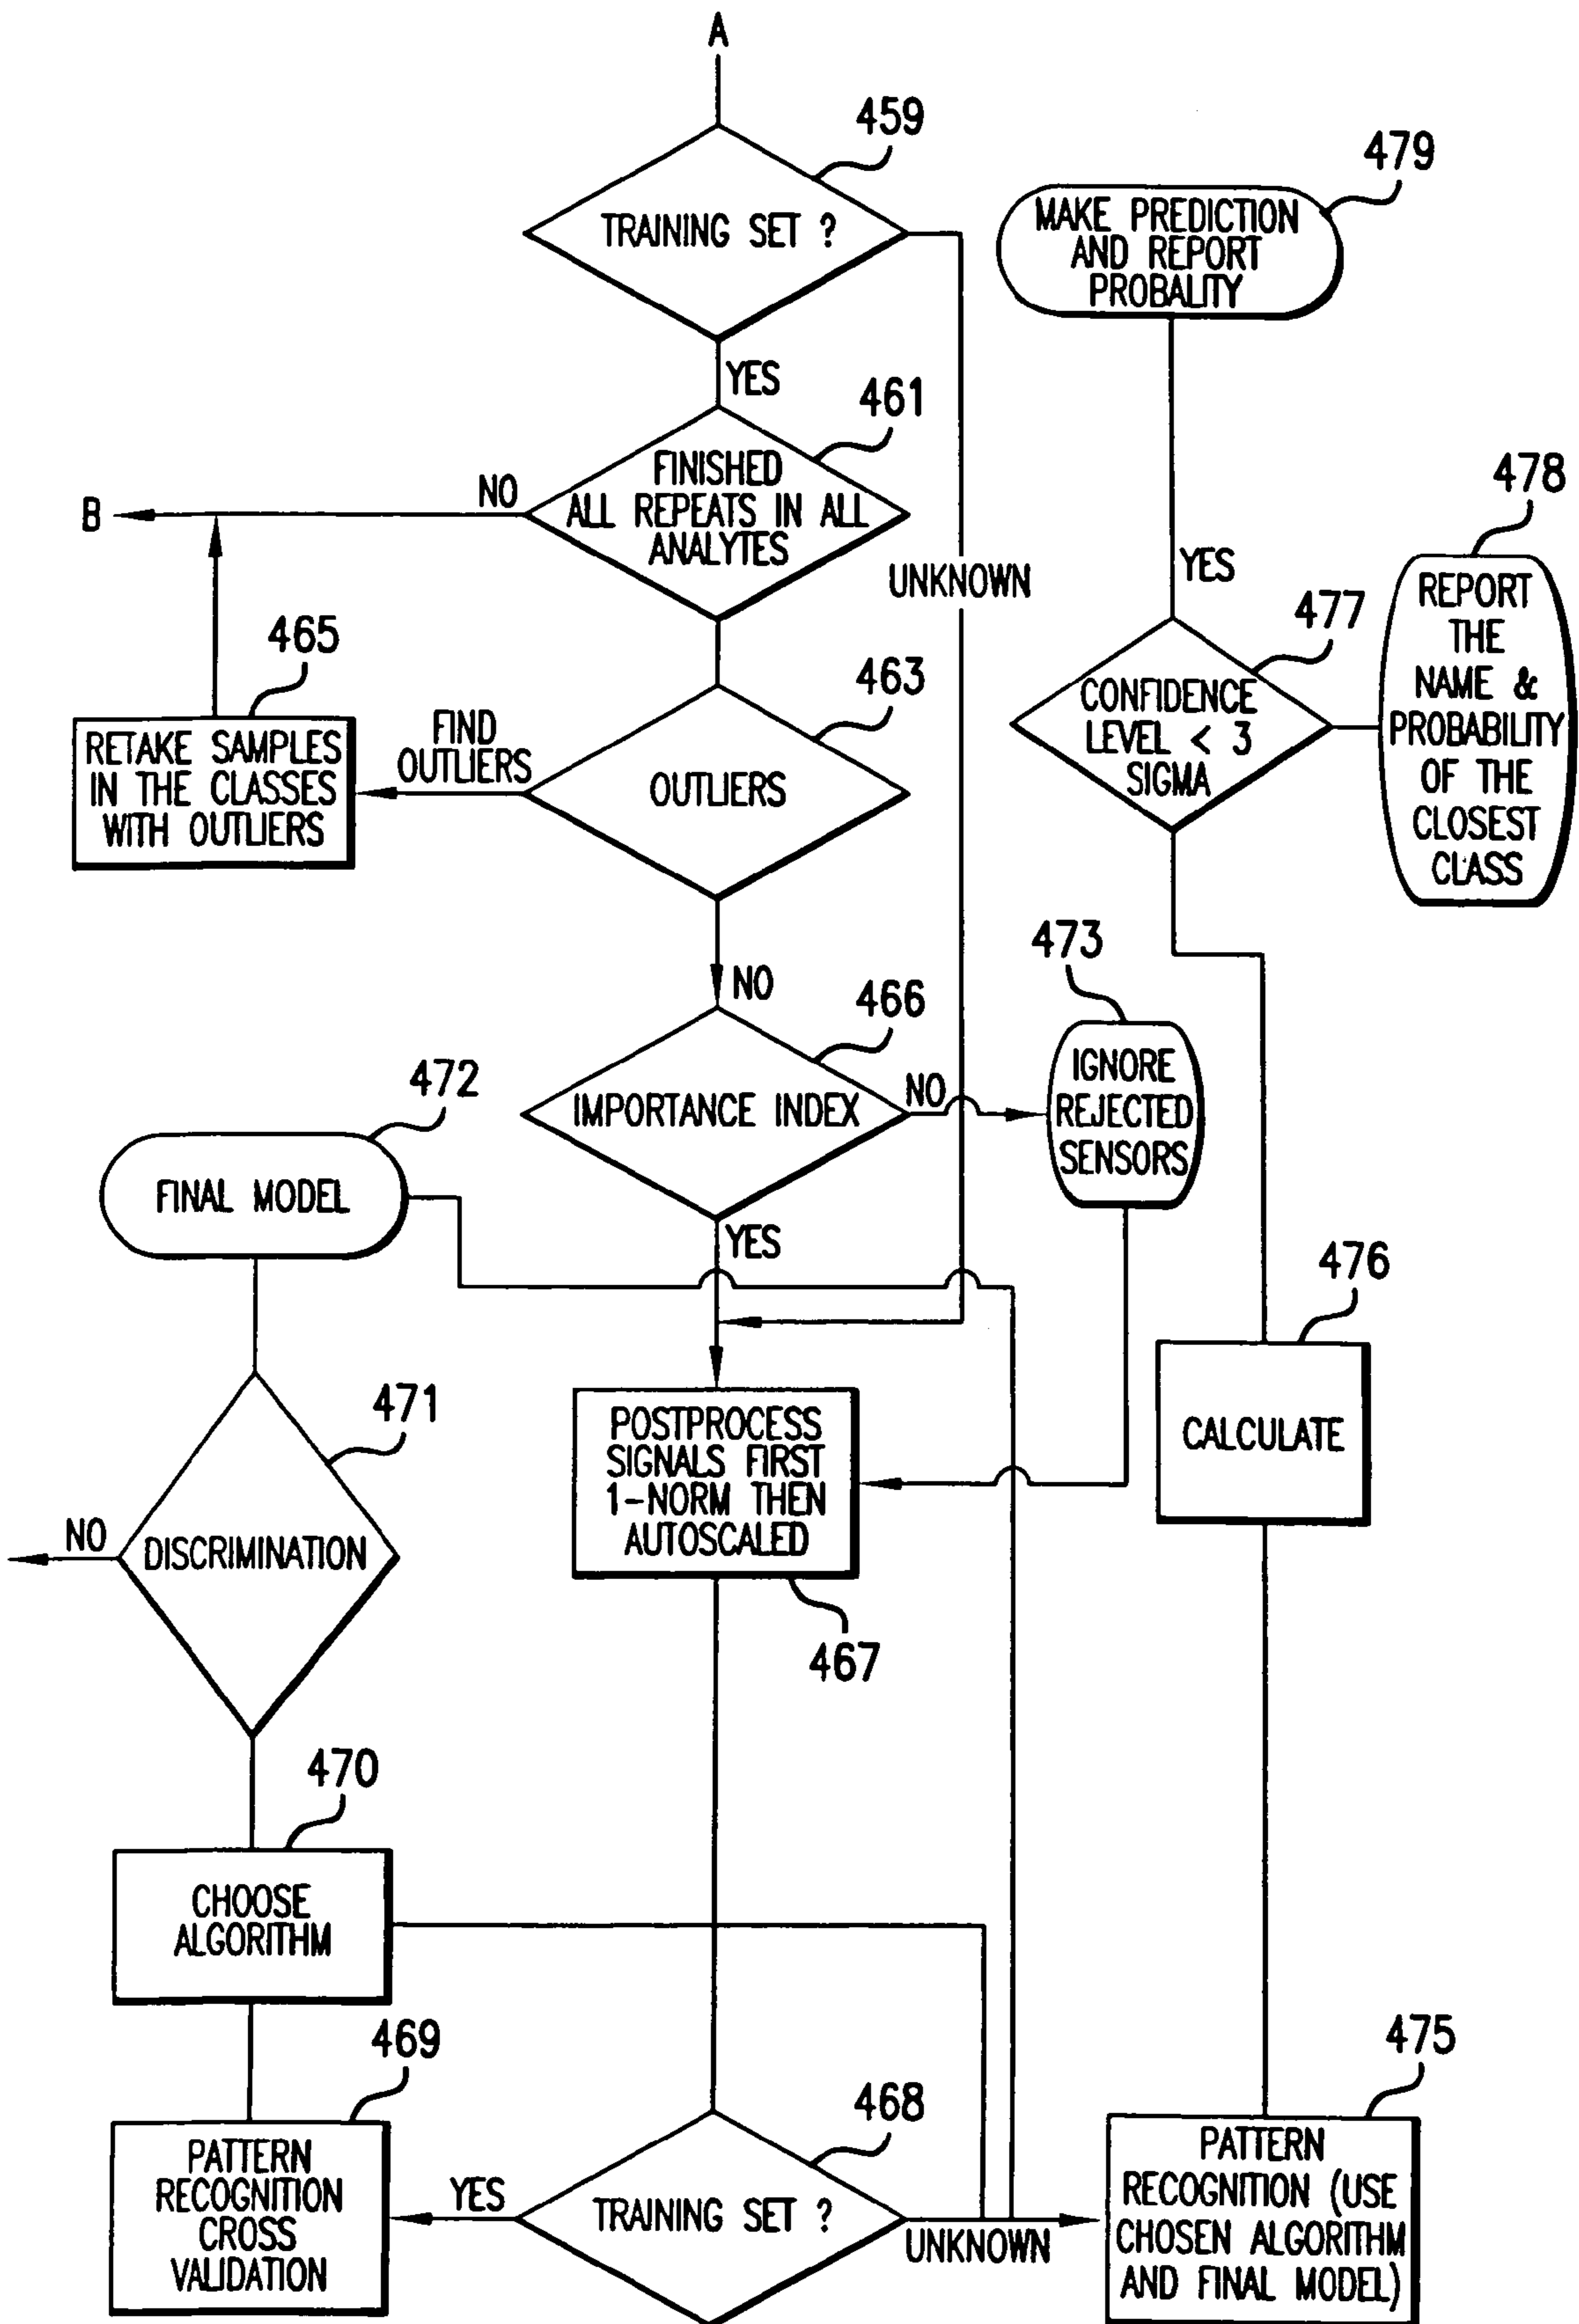 A
459
TRAINING SET ?
YES
UNKNOWN
461
FINISHED
ALL REPEATS IN ALL
ANALYTES
NO
B
463
OUTLIERS
FIND
OUTLIERS
465
RETAKE SAMPLES
IN THE CLASSES
WITH OUTLIERS
NO
466
IMPORTANCE INDEX
NO
473
IGNORE
REJECTED
SENSORS
YES
POSTPROCESS
SIGNALS FIRST
1-NORM THEN
AUTOSCALED
467
468
TRAINING SET ?
YES
UNKNOWN
469
PATTERN
RECOGNITION
CROSS
VALIDATION
470
CHOOSE
ALGORITHM
471
DISCRIMINATION
NO
472
FINAL MODEL
475
PATTERN
RECOGNITION (USE
CHOSEN ALGORITHM
AND FINAL MODEL)
476
CALCULATE
477
CONFIDENCE
LEVEL < 3
SIGMA
YES
478
REPORT
THE
NAME &
PROBABILITY
OF THE
CLOSEST
CLASS
479
MAKE PREDICTION
AND REPORT
PROBALITY